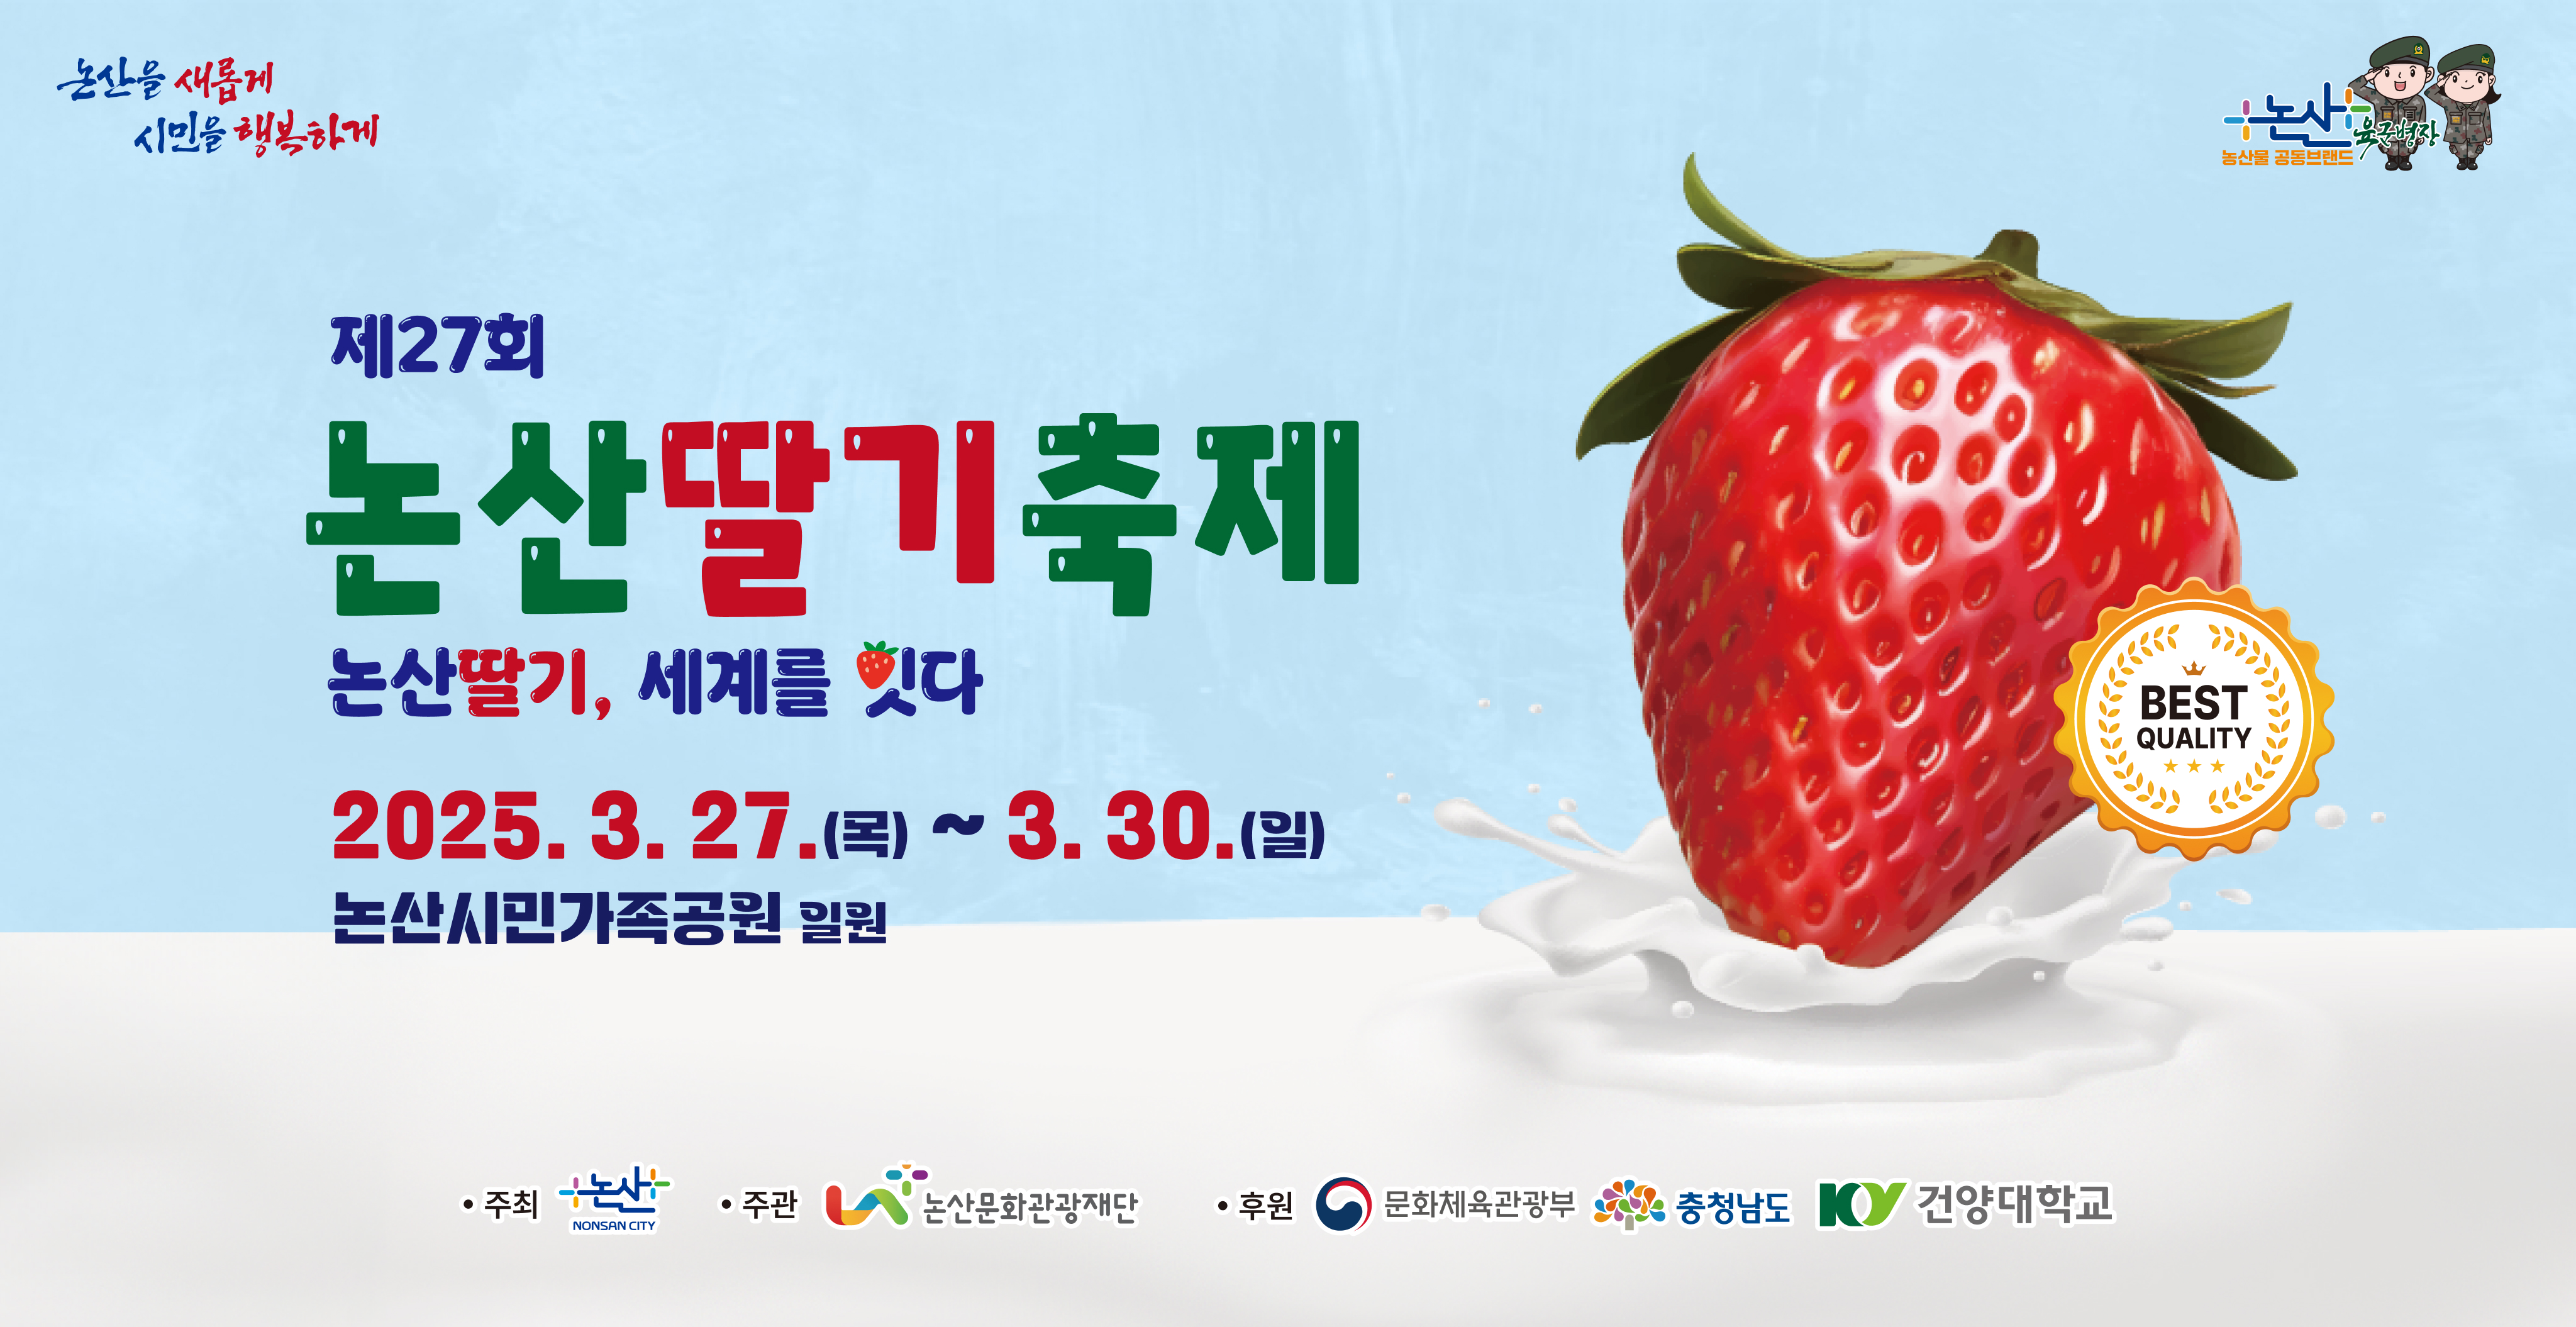 논산을 새롭게
시민을 행복하게
논산
육군병장
농산물 공동브랜드
제27회
논산딸기축제
논산딸기, 세계를 잇다
2025. 3. 27.(목) ~ 3. 30.(일)
논산시민가족공원 일원
BEST
QUALITY
• 주최 논산 NONSAN CITY • 주관 논산문화관광재단 • 후원 문화체육관광부 충청남도 KY 건양대학교